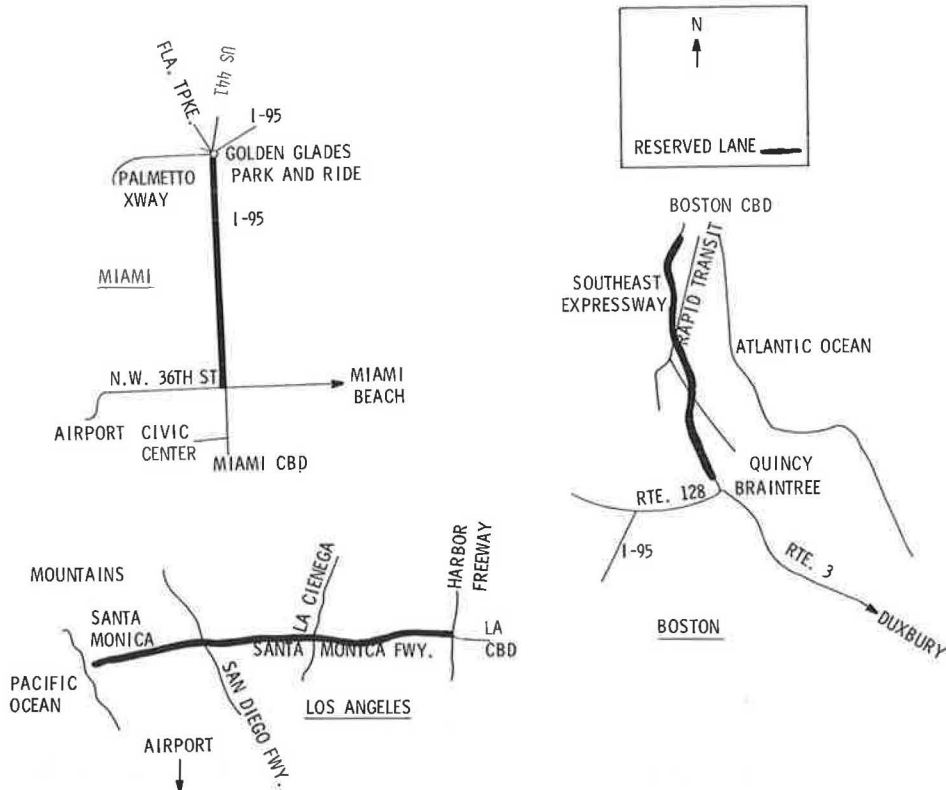 FLA. TPKE.
US 441
I-95
GOLDEN GLADES
PARK AND RIDE
PALMETTO
XWAY
I-95
MIAMI
N.W. 36TH ST
MIAMI
BEACH
AIRPORT
CIVIC
CENTER
MIAMI CBD
N
RESERVED LANE
BOSTON CBD
SOUTHEAST
EXPRESSWAY
RAPID TRANSIT
ATLANTIC OCEAN
QUINCY
BRAINTREE
RTE. 128
I-95
RTE. 3
DUXBURY
BOSTON
MOUNTAINS
SANTA
MONICA
LA CIENEGA
HARBOR
FREEWAY
SANTA MONICA FWY.
LA
CBD
PACIFIC
OCEAN
SAN DIEGO FWY.
LOS ANGELES
AIRPORT